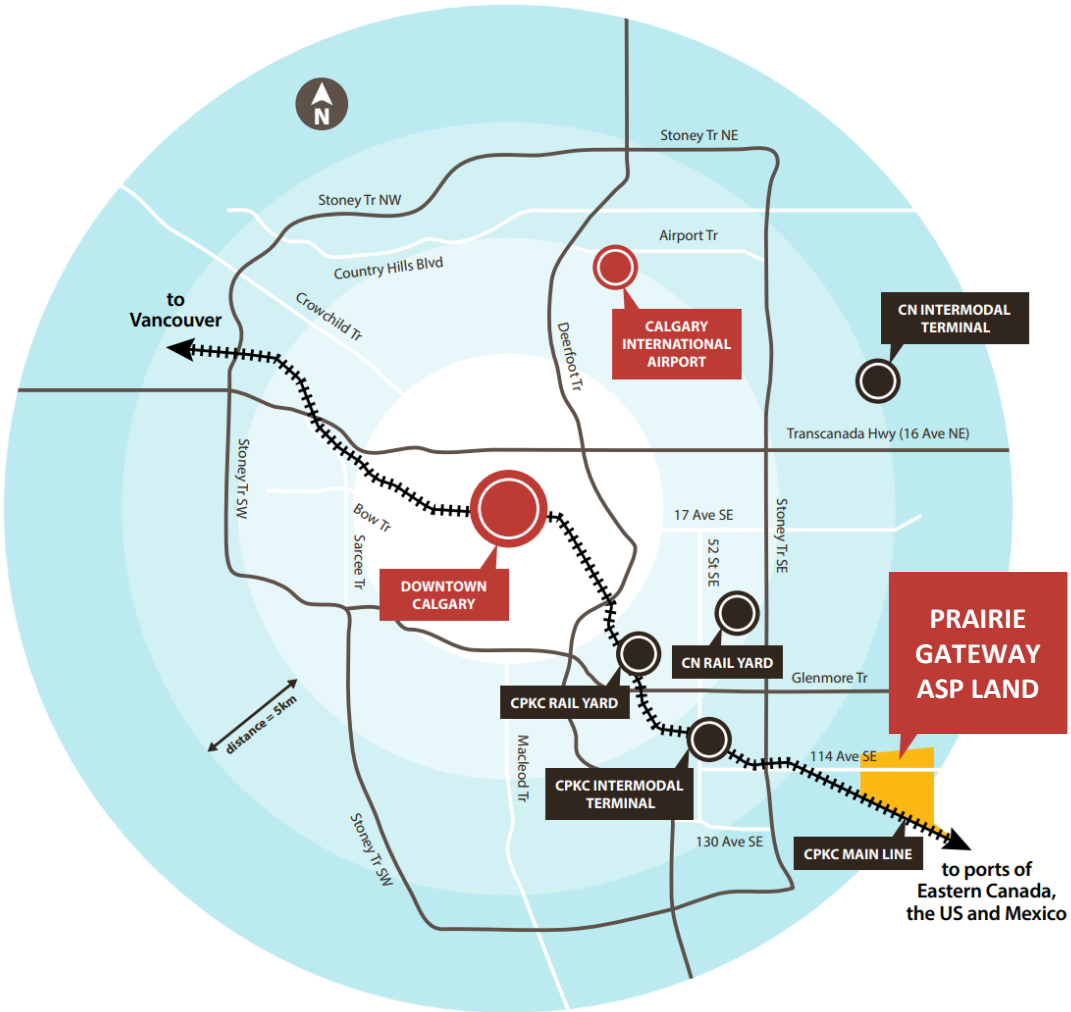 N
Stoney Tr NE
Stoney Tr NW
Airport Tr
Country Hills Blvd
to
Vancouver
Crowchild Tr
CALGARY
INTERNATIONAL
AIRPORT
CN INTERMODAL
TERMINAL
Deerfoot Tr
Transcanada Hwy (16 Ave NE)
Stoney Tr SW
Bow Tr
Sarcee Tr
17 Ave SE
52 St SE
Stoney Tr SE
DOWNTOWN
CALGARY
PRAIRIE
GATEWAY
ASP LAND
CN RAIL YARD
Glenmore Tr
CPKC RAIL YARD
distance = 5km
Macleod Tr
114 Ave SE
CPKC INTERMODAL
TERMINAL
Stoney Tr SW
130 Ave SE
CPKC MAIN LINE
to ports of
Eastern Canada,
the US and Mexico